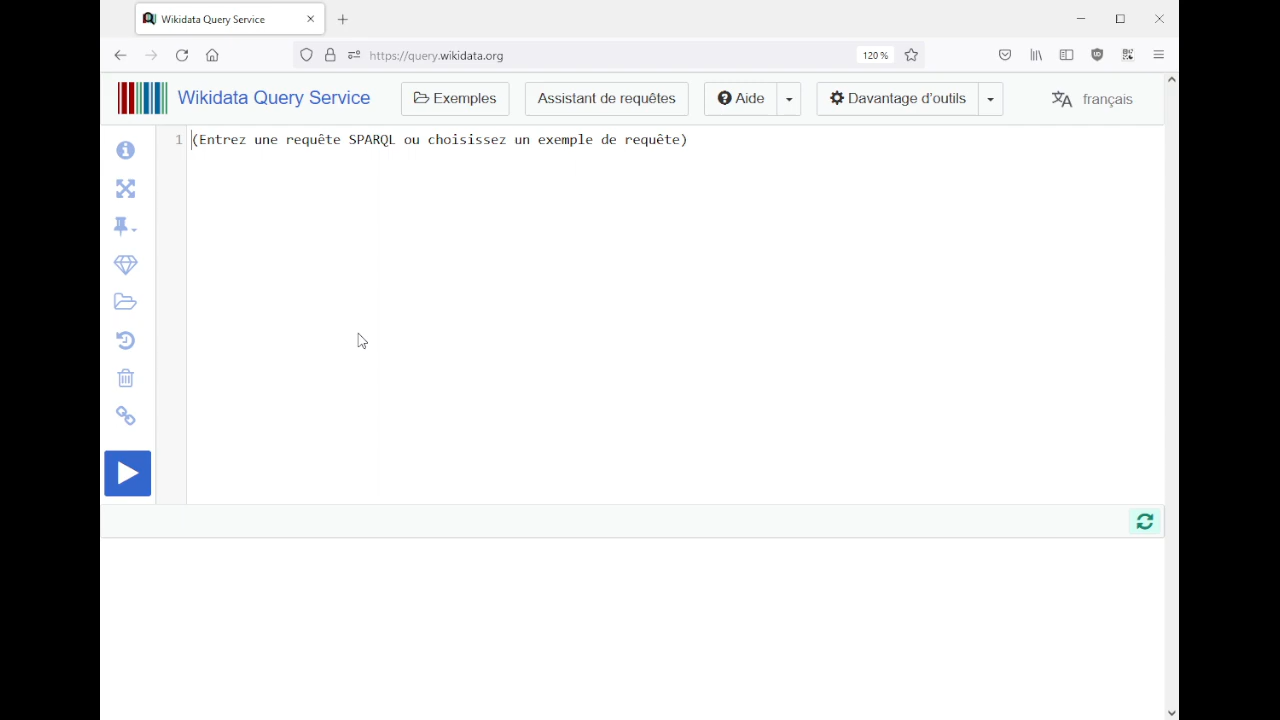 Wikidata Query Service
https://query.wikidata.org
120 %
Wikidata Query Service
Exemples
Assistant de requêtes
Aide
Davantage d'outils
français
1
(Entrez une requête SPARQL ou choisissez un exemple de requête)